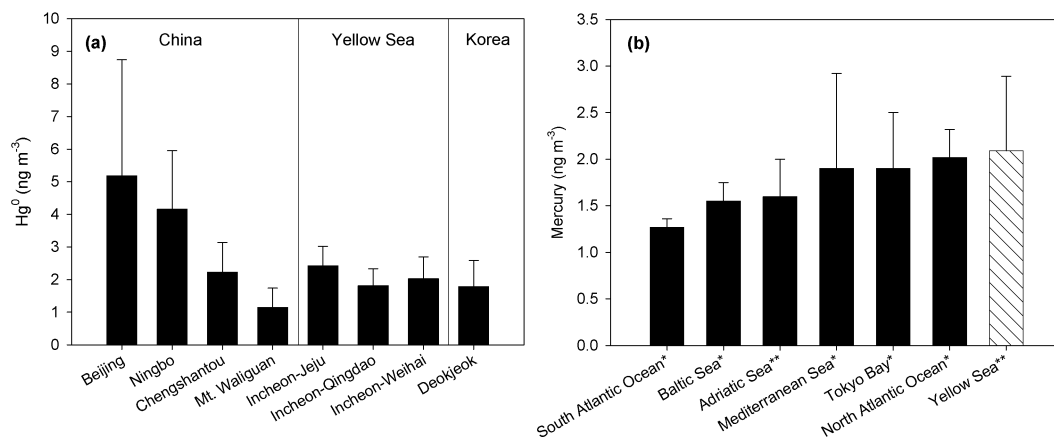 (a)
China
Yellow Sea
Korea
Hg⁰ (ng m⁻³)
10
9
8
7
6
5
4
3
2
1
0
Beijing
Ningbo
Chengshantou
Mt. Waliguan
Incheon-Jeju
Incheon-Qingdao
Incheon-Weihai
Deokjeok
(b)
Mercury (ng m⁻³)
3.5
3.0
2.5
2.0
1.5
1.0
0.5
0.0
South Atlantic Ocean*
Baltic Sea*
Adriatic Sea**
Mediterranean Sea*
Tokyo Bay*
North Atlantic Ocean*
Yellow Sea**